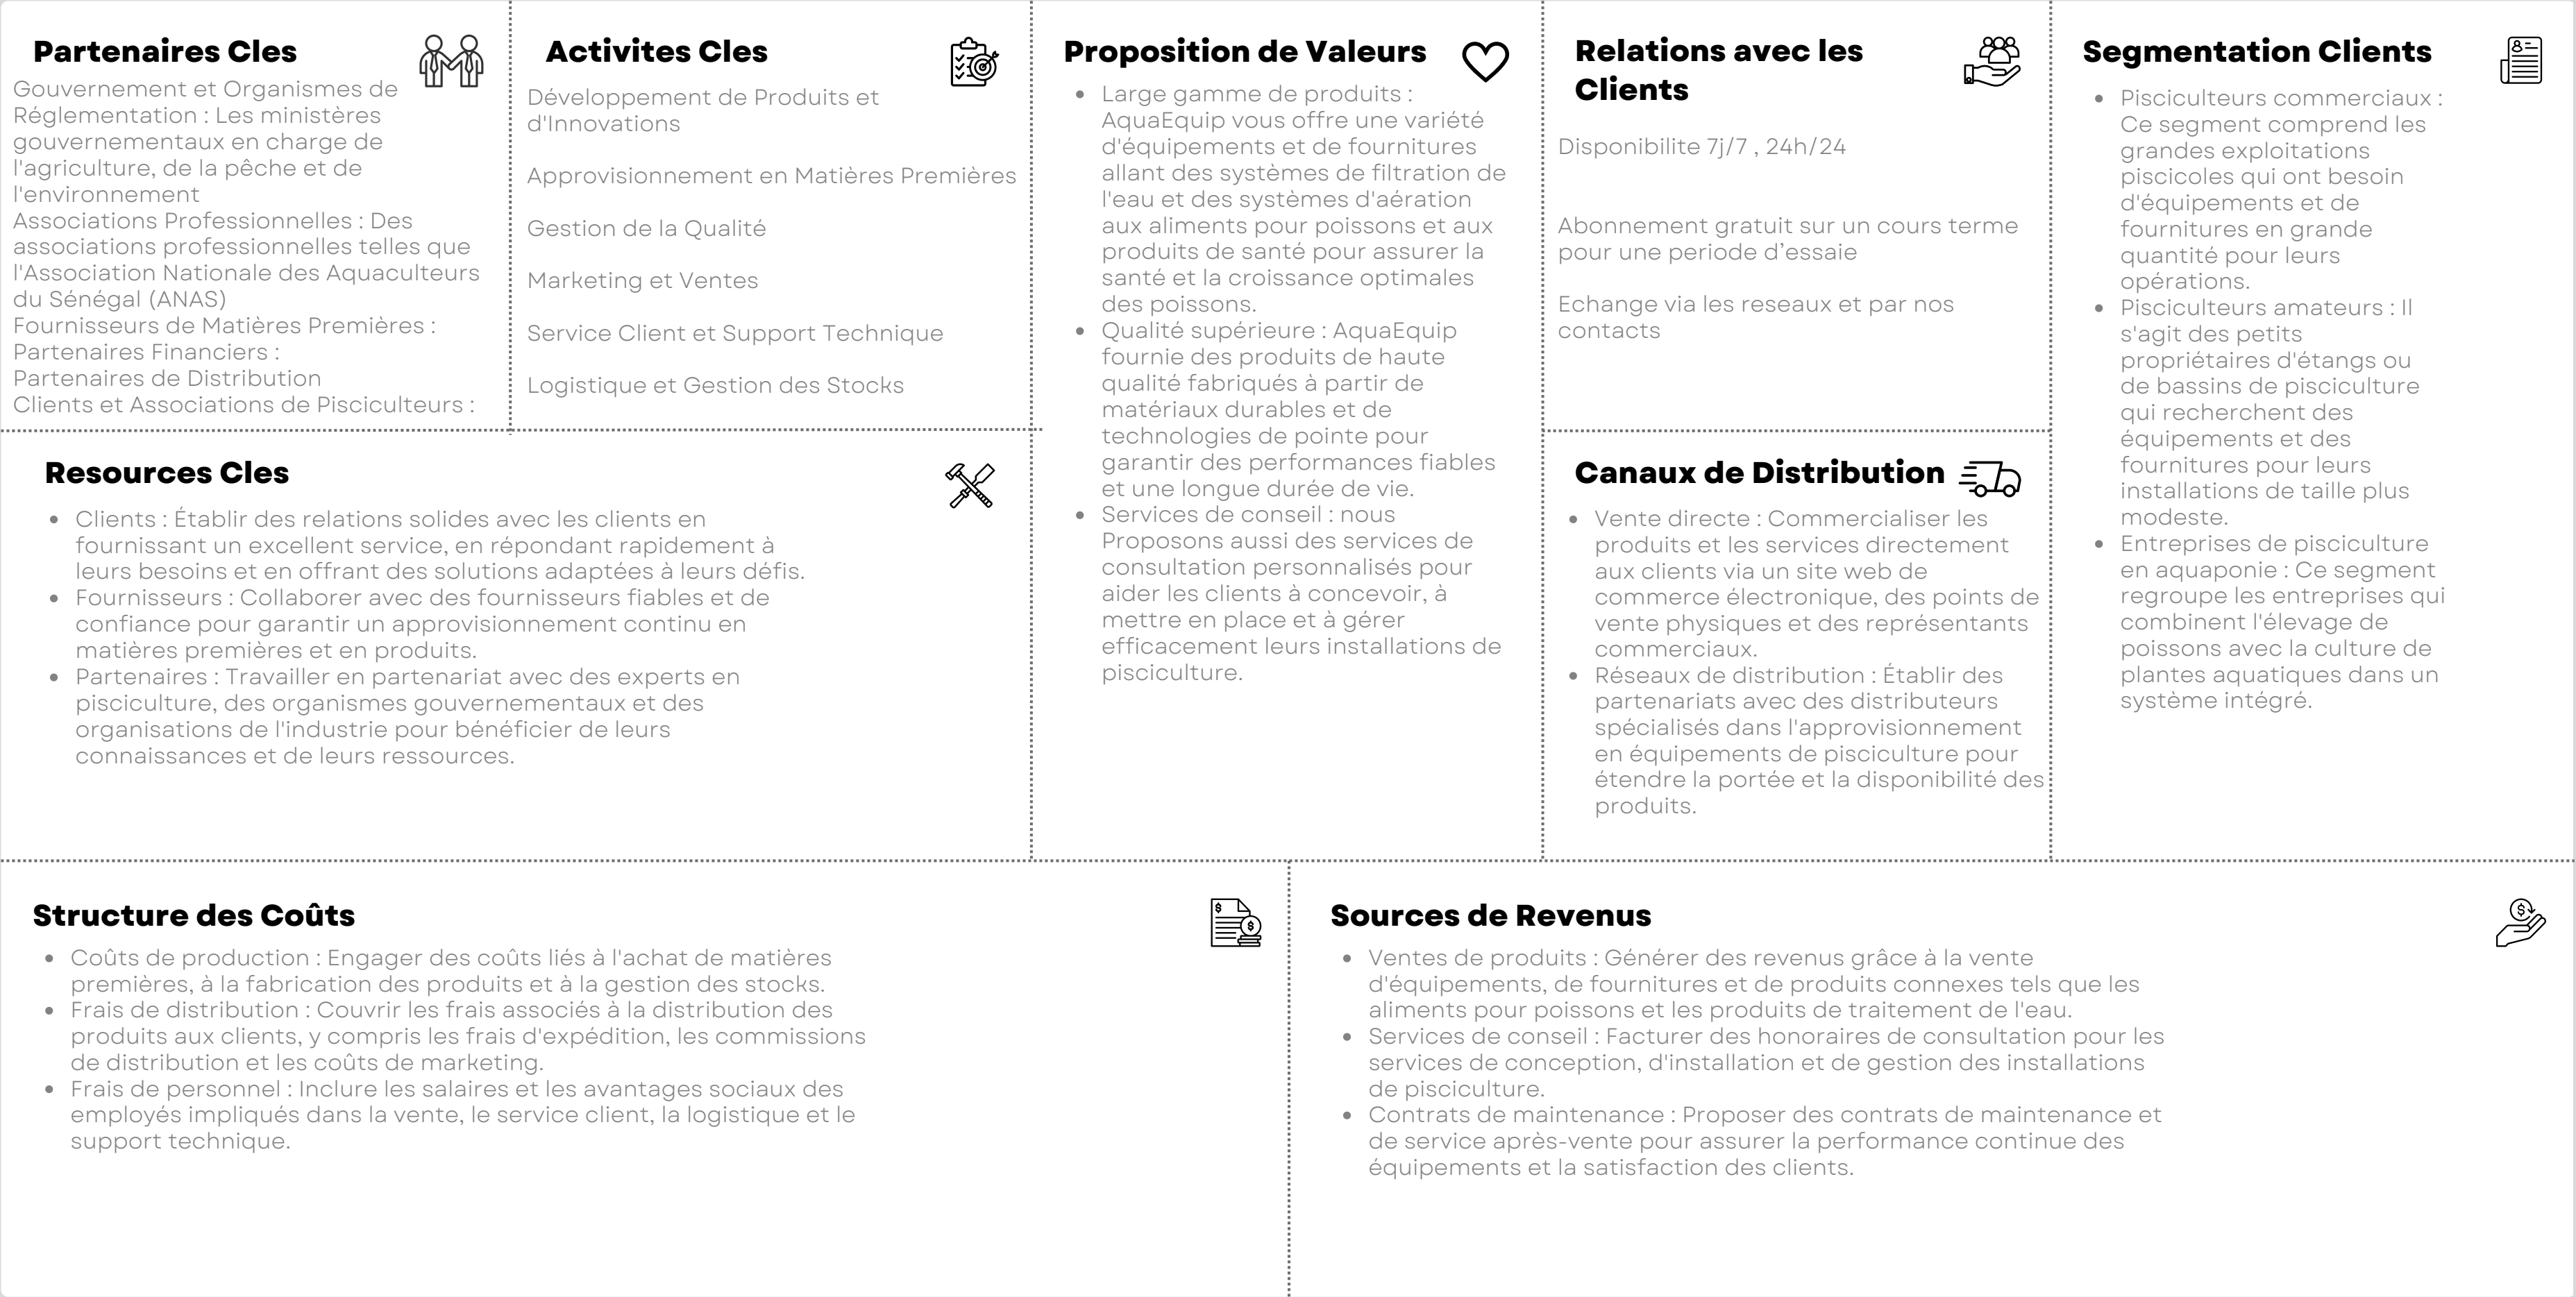 Partenaires Cles
Gouvernement et Organismes de
Réglementation : Les ministères
gouvernementaux en charge de
l'agriculture, de la pêche et de
l'environnement
Associations Professionnelles : Des
associations professionnelles telles que
l'Association Nationale des Aquaculteurs
du Sénégal (ANAS)
Fournisseurs de Matières Premières :
Partenaires Financiers :
Partenaires de Distribution
Clients et Associations de Pisciculteurs :
Activites Cles
Développement de Produits et
d'Innovations
Approvisionnement en Matières Premières
Gestion de la Qualité
Marketing et Ventes
Service Client et Support Technique
Logistique et Gestion des Stocks
Resources Cles
Clients : Établir des relations solides avec les clients en
fournissant un excellent service, en répondant rapidement à
leurs besoins et en offrant des solutions adaptées à leurs défis.
Fournisseurs : Collaborer avec des fournisseurs fiables et de
confiance pour garantir un approvisionnement continu en
matières premières et en produits.
Partenaires : Travailler en partenariat avec des experts en
pisciculture, des organismes gouvernementaux et des
organisations de l'industrie pour bénéficier de leurs
connaissances et de leurs ressources.
Proposition de Valeurs
Large gamme de produits :
AquaEquip vous offre une variété
d'équipements et de fournitures
allant des systèmes de filtration de
l'eau et des systèmes d'aération
aux aliments pour poissons et aux
produits de santé pour assurer la
santé et la croissance optimales
des poissons.
Qualité supérieure : AquaEquip
fournie des produits de haute
qualité fabriqués à partir de
matériaux durables et de
technologies de pointe pour
garantir des performances fiables
et une longue durée de vie.
Services de conseil : nous
Proposons aussi des services de
consultation personnalisés pour
aider les clients à concevoir, à
mettre en place et à gérer
efficacement leurs installations de
pisciculture.
Relations avec les
Clients
Disponibilite 7j/7 , 24h/24
Abonnement gratuit sur un cours terme
pour une periode d’essaie
Echange via les reseaux et par nos
contacts
Canaux de Distribution
Vente directe : Commercialiser les
produits et les services directement
aux clients via un site web de
commerce électronique, des points de
vente physiques et des représentants
commerciaux.
Réseaux de distribution : Établir des
partenariats avec des distributeurs
spécialisés dans l'approvisionnement
en équipements de pisciculture pour
étendre la portée et la disponibilité des
produits.
Segmentation Clients
Pisciculteurs commerciaux :
Ce segment comprend les
grandes exploitations
piscicoles qui ont besoin
d'équipements et de
fournitures en grande
quantité pour leurs
opérations.
Pisciculteurs amateurs : Il
s'agit des petits
propriétaires d'étangs ou
de bassins de pisciculture
qui recherchent des
équipements et des
fournitures pour leurs
installations de taille plus
modeste.
Entreprises de pisciculture
en aquaponie : Ce segment
regroupe les entreprises qui
combinent l'élevage de
poissons avec la culture de
plantes aquatiques dans un
système intégré.
Structure des Coûts
Coûts de production : Engager des coûts liés à l'achat de matières
premières, à la fabrication des produits et à la gestion des stocks.
Frais de distribution : Couvrir les frais associés à la distribution des
produits aux clients, y compris les frais d'expédition, les commissions
de distribution et les coûts de marketing.
Frais de personnel : Inclure les salaires et les avantages sociaux des
employés impliqués dans la vente, le service client, la logistique et le
support technique.
Sources de Revenus
Ventes de produits : Générer des revenus grâce à la vente
d'équipements, de fournitures et de produits connexes tels que les
aliments pour poissons et les produits de traitement de l'eau.
Services de conseil : Facturer des honoraires de consultation pour les
services de conception, d'installation et de gestion des installations
de pisciculture.
Contrats de maintenance : Proposer des contrats de maintenance et
de service après-vente pour assurer la performance continue des
équipements et la satisfaction des clients.